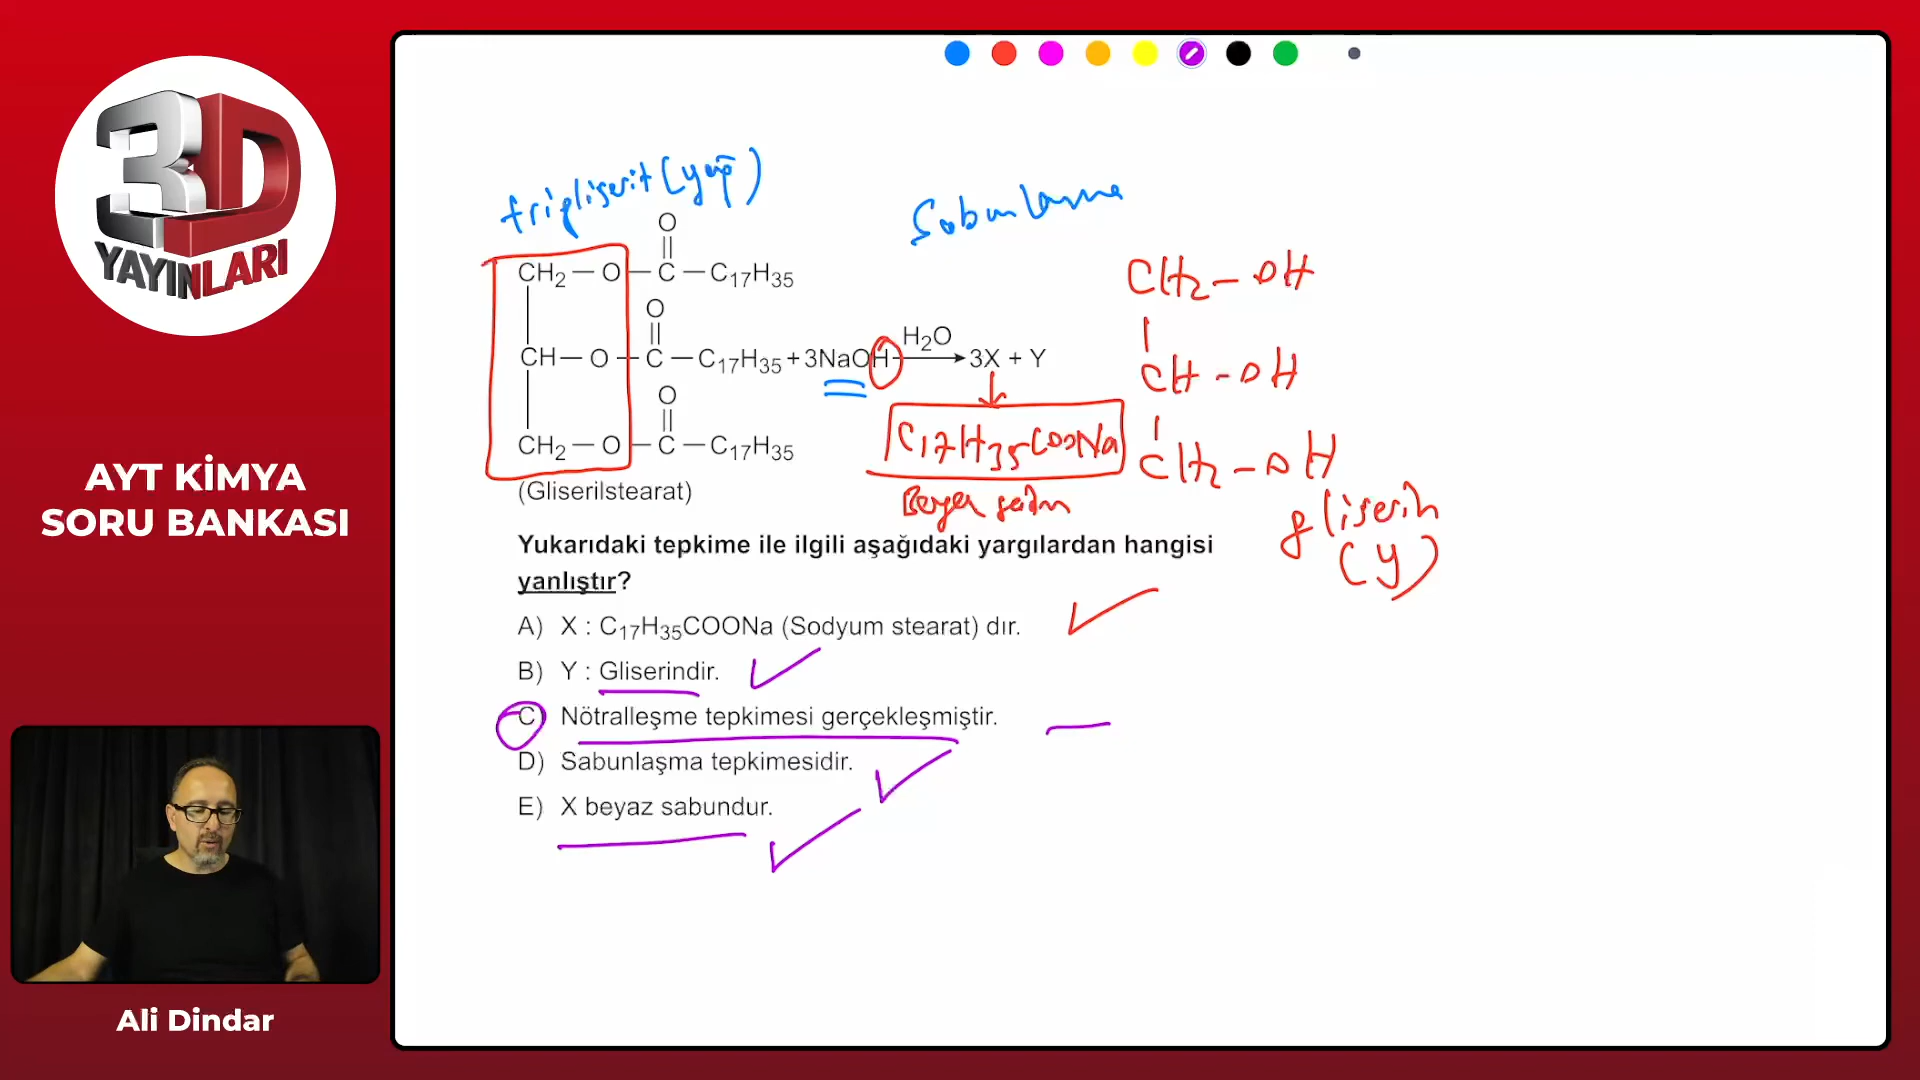 3D
YAYINLARI
AYT KİMYA
SORU BANKASI
Ali Dindar
trigliserit (yağ)
Sabunlaşma
O
CH2 — O — C — C17H35
O
CH — O — C — C17H35 + 3NaOH H2O → 3X + Y
O
CH2 — O — C — C17H35
(Gliserilstearat)
C17H35COONa
Beyaz sabun
CH2 - OH
CH - OH
CH2 - OH
gliserin
(Y)
Yukarıdaki tepkime ile ilgili aşağıdaki yargılardan hangisi
yanlıştır?
A) X : C17H35COONa (Sodyum stearat) dır.
B) Y : Gliserindir.
C) Nötralleşme tepkimesi gerçekleşmiştir.
D) Sabunlaşma tepkimesidir.
E) X beyaz sabundur.